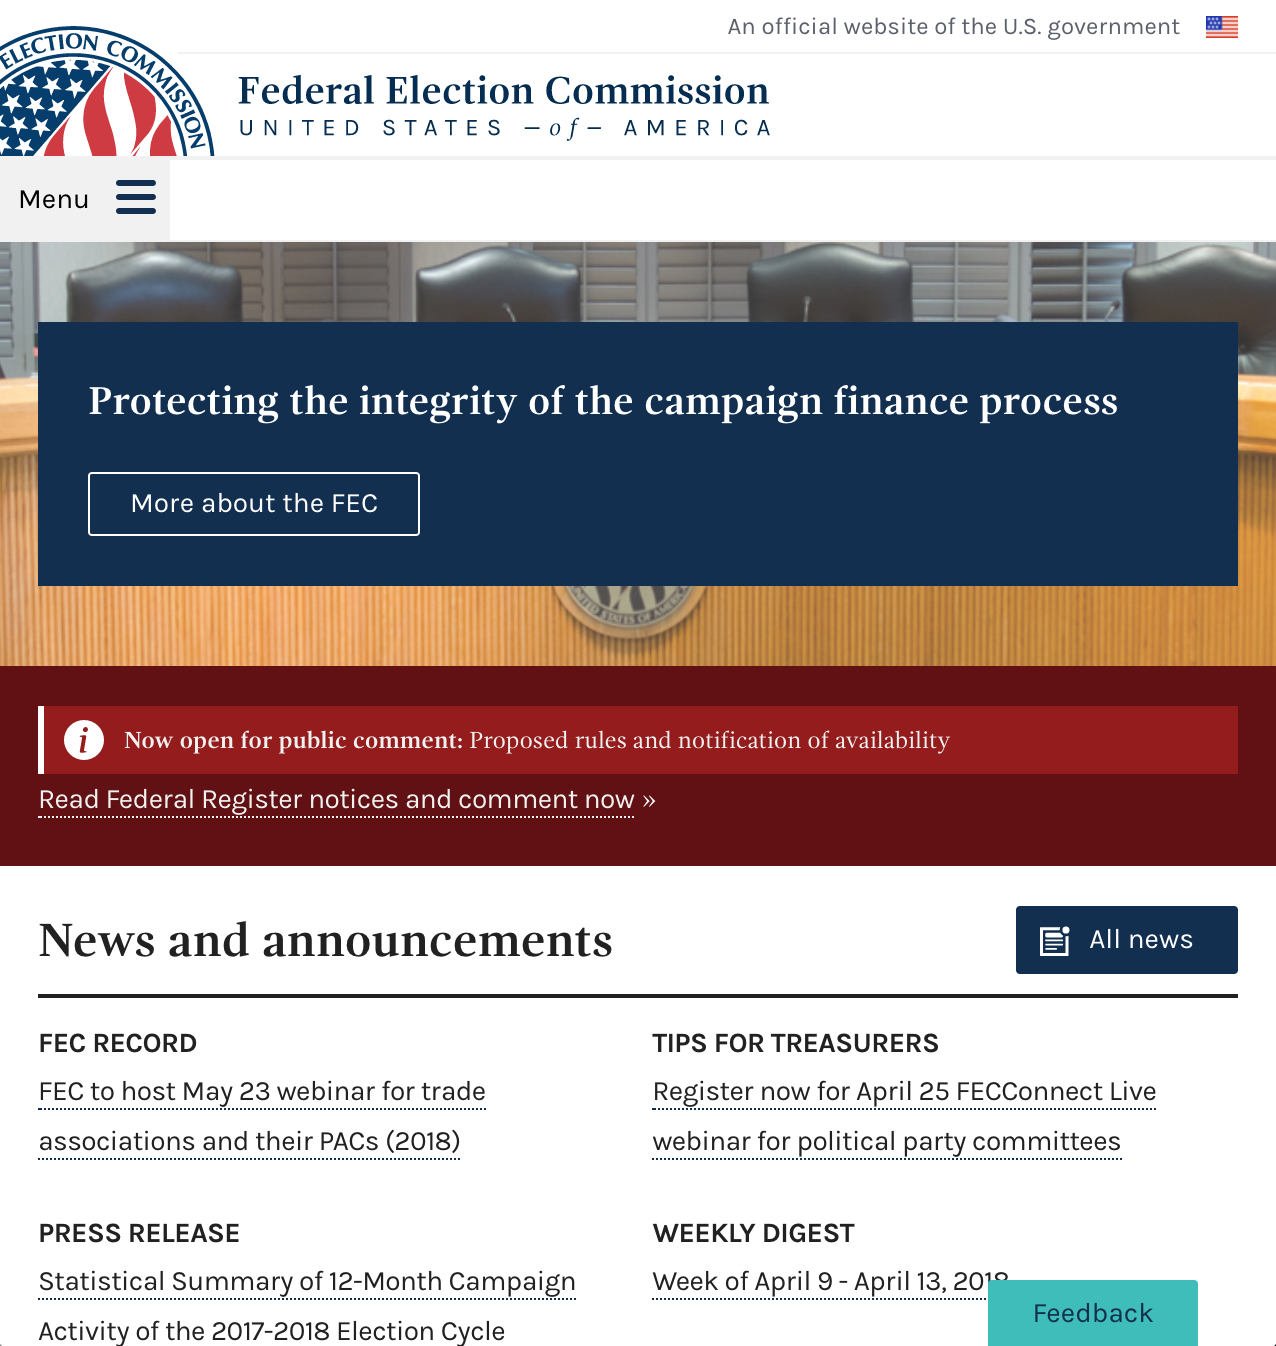 An official website of the U.S. government
ELECTION COMMISSION
Federal Election Commission
UNITED STATES of AMERICA
Menu
Protecting the integrity of the campaign finance process
More about the FEC
UNITED STATES OF AMERICA
Now open for public comment: Proposed rules and notification of availability
Read Federal Register notices and comment now »
News and announcements
All news
FEC RECORD
FEC to host May 23 webinar for trade
associations and their PACs (2018)
TIPS FOR TREASURERS
Register now for April 25 FECConnect Live
webinar for political party committees
PRESS RELEASE
Statistical Summary of 12-Month Campaign
Activity of the 2017-2018 Election Cycle
WEEKLY DIGEST
Week of April 9 - April 13, 2018
Feedback